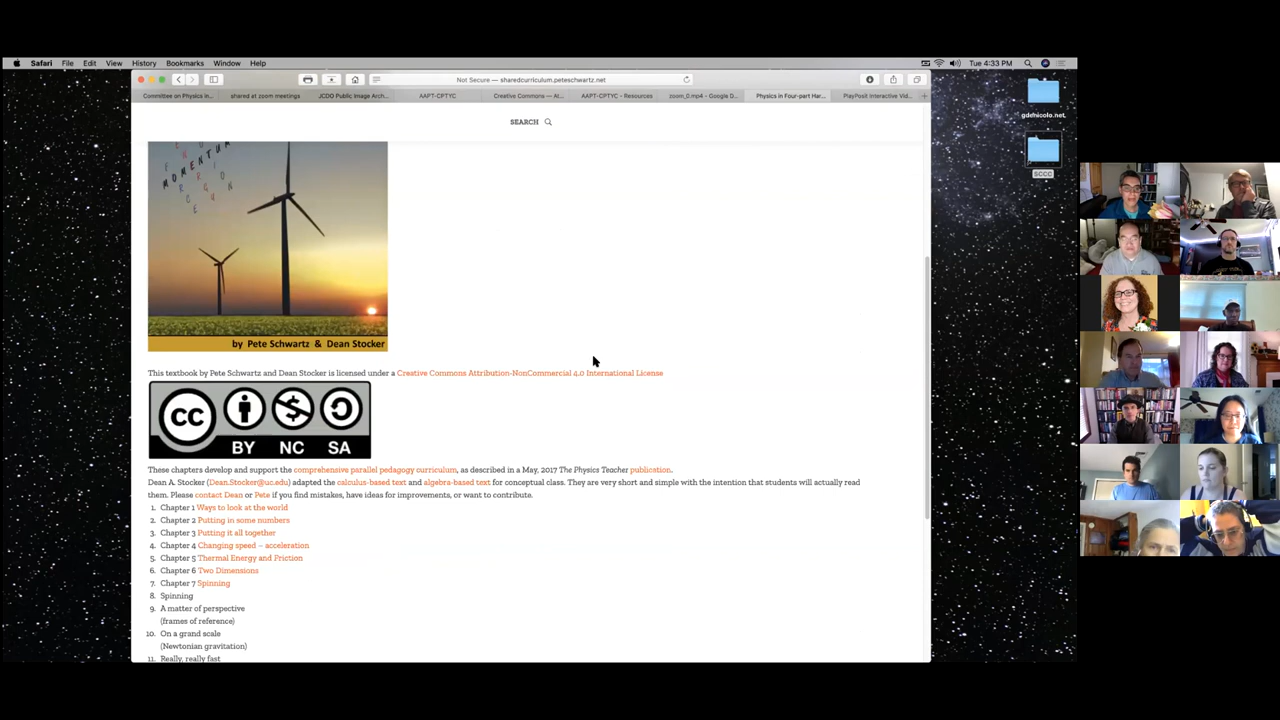 Safari File Edit View History Bookmarks Window Help Tue 4:33 PM
Not Secure — sharedcurriculum.peteschwartz.net
Committee on Physics in... shared at zoom meetings JCDO Public Image Arch... AAPT-CPTYC Creative Commons — At... AAPT-CPTYC - Resources zoom_0.mp4 - Google D... Physics in Four-part Har... PlayPosit Interactive Vid...
SEARCH
MOMENTUM
by Pete Schwartz & Dean Stocker
This textbook by Pete Schwartz and Dean Stocker is licensed under a Creative Commons Attribution-NonCommercial 4.0 International License
CC
BY NC SA
These chapters develop and support the comprehensive parallel pedagogy curriculum, as described in a May, 2017 The Physics Teacher publication.
Dean A. Stocker (Dean.Stocker@uc.edu) adapted the calculus-based text and algebra-based text for conceptual class. They are very short and simple with the intention that students will actually read
them. Please contact Dean or Pete if you find mistakes, have ideas for improvements, or want to contribute.
1. Chapter 1 Ways to look at the world
2. Chapter 2 Putting in some numbers
3. Chapter 3 Putting it all together
4. Chapter 4 Changing speed – acceleration
5. Chapter 5 Thermal Energy and Friction
6. Chapter 6 Two Dimensions
7. Chapter 7 Spinning
8. Spinning
9. A matter of perspective
(frames of reference)
10. On a grand scale
(Newtonian gravitation)
11. Really, really fast
SCCC